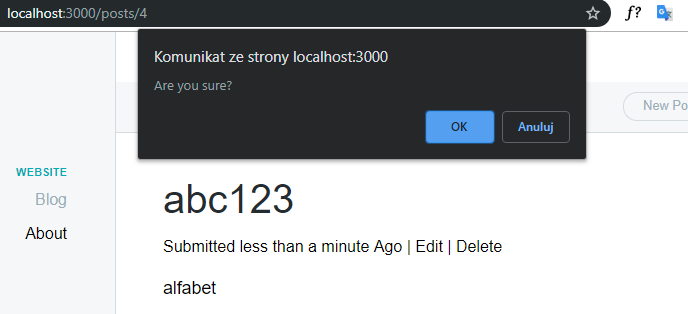 localhost:3000/posts/4
f?
Komunikat ze strony localhost:3000
Are you sure?
OK
Anuluj
New Po
WEBSITE
Blog
About
abc123
Submitted less than a minute Ago | Edit | Delete
alfabet